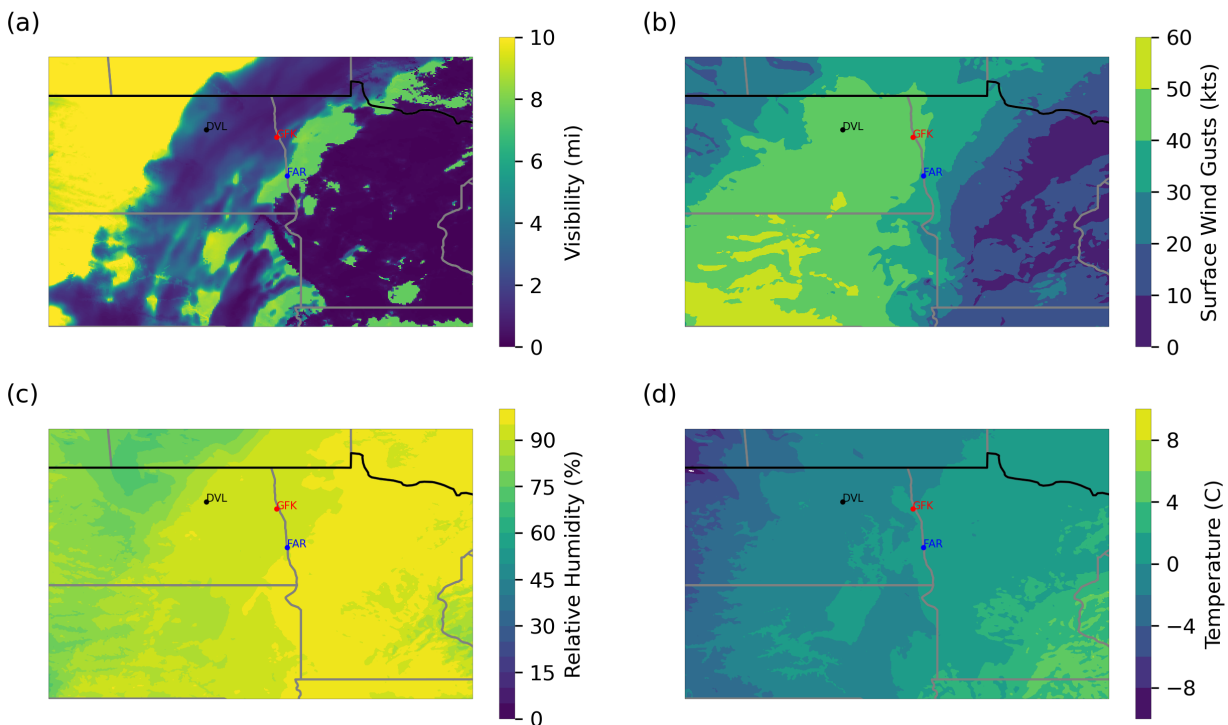 (a)
DVL
GFK
FAR
10
8
6
4
2
0
Visibility (mi)
(b)
DVL
GFK
FAR
60
50
40
30
20
10
0
Surface Wind Gusts (kts)
(c)
DVL
GFK
FAR
90
75
60
45
30
15
0
Relative Humidity (%)
(d)
DVL
GFK
FAR
8
4
0
−4
−8
Temperature (C)